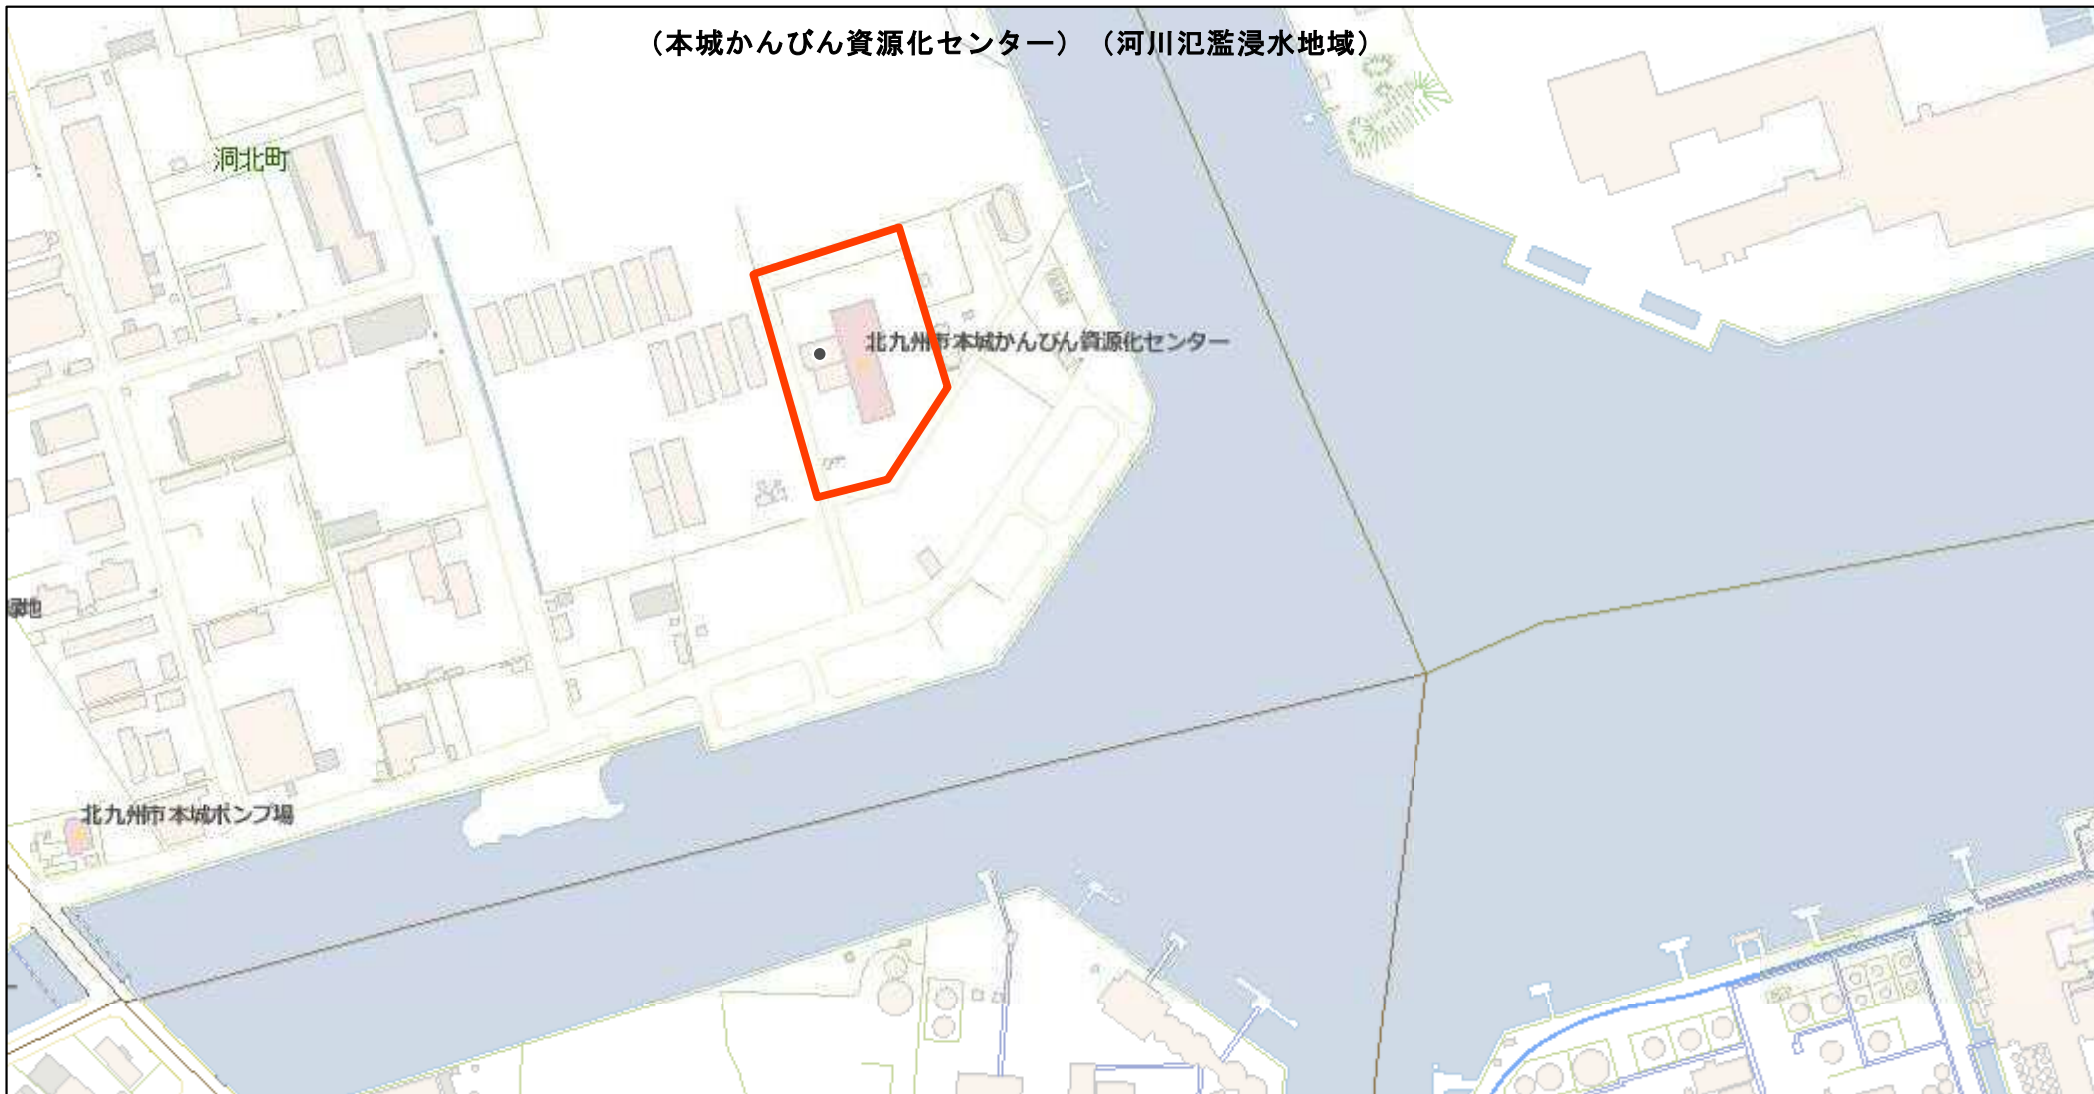 （本城かんびん資源化センター）（河川氾濫浸水地域）
洞北町
北九州市本城かんびん資源化センター
緑地
北九州市本城ポンプ場